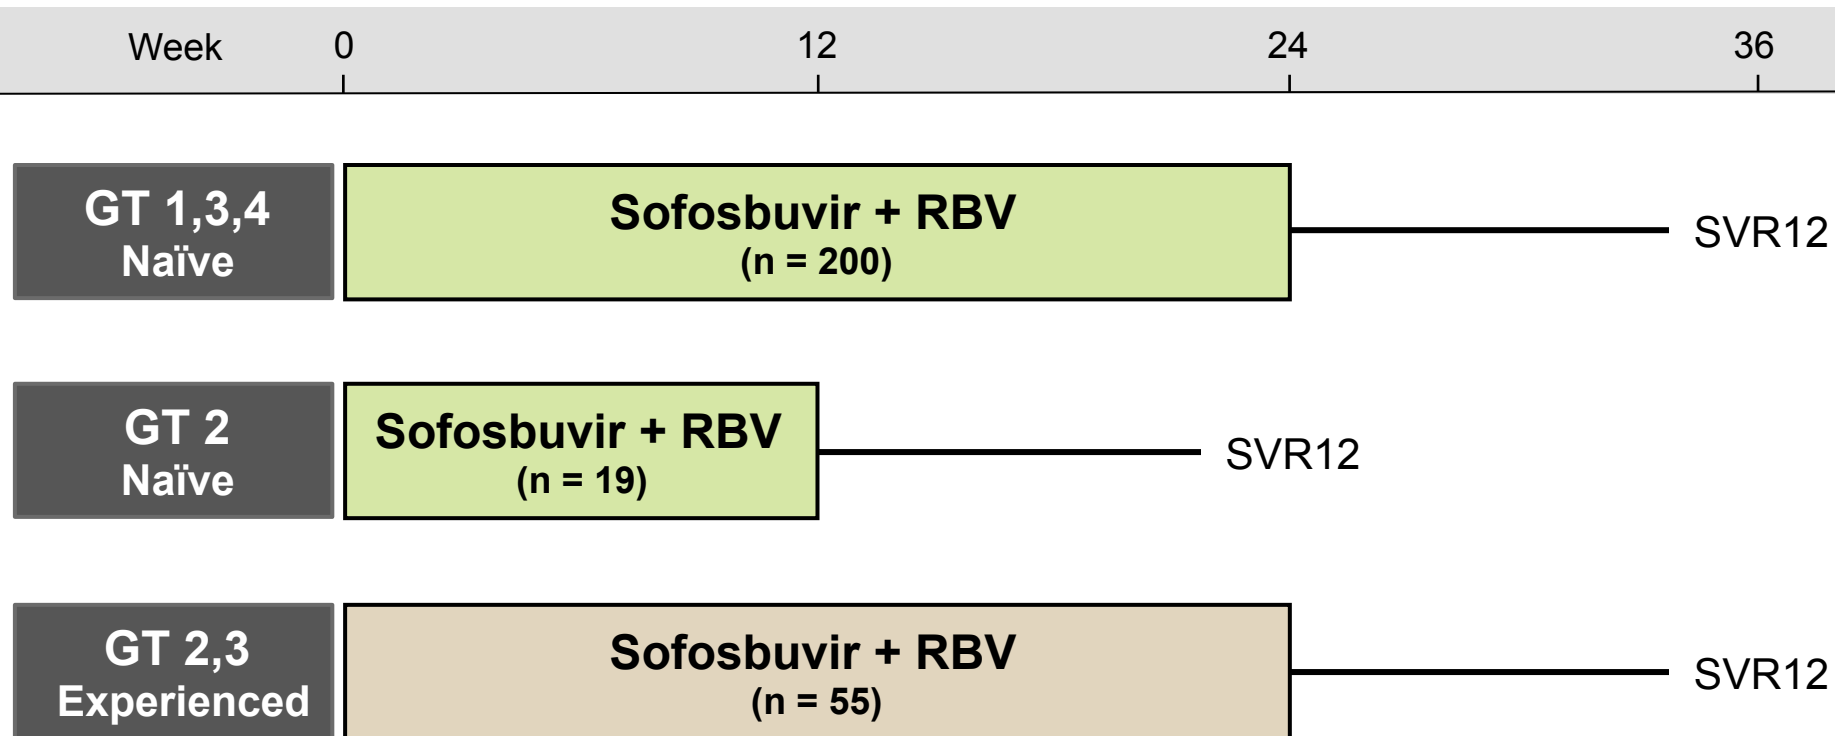 Week 0 12 24 36
GT 1,3,4
Naïve
Sofosbuvir + RBV
(n = 200)
SVR12
GT 2
Naïve
Sofosbuvir + RBV
(n = 19)
SVR12
GT 2,3
Experienced
Sofosbuvir + RBV
(n = 55)
SVR12